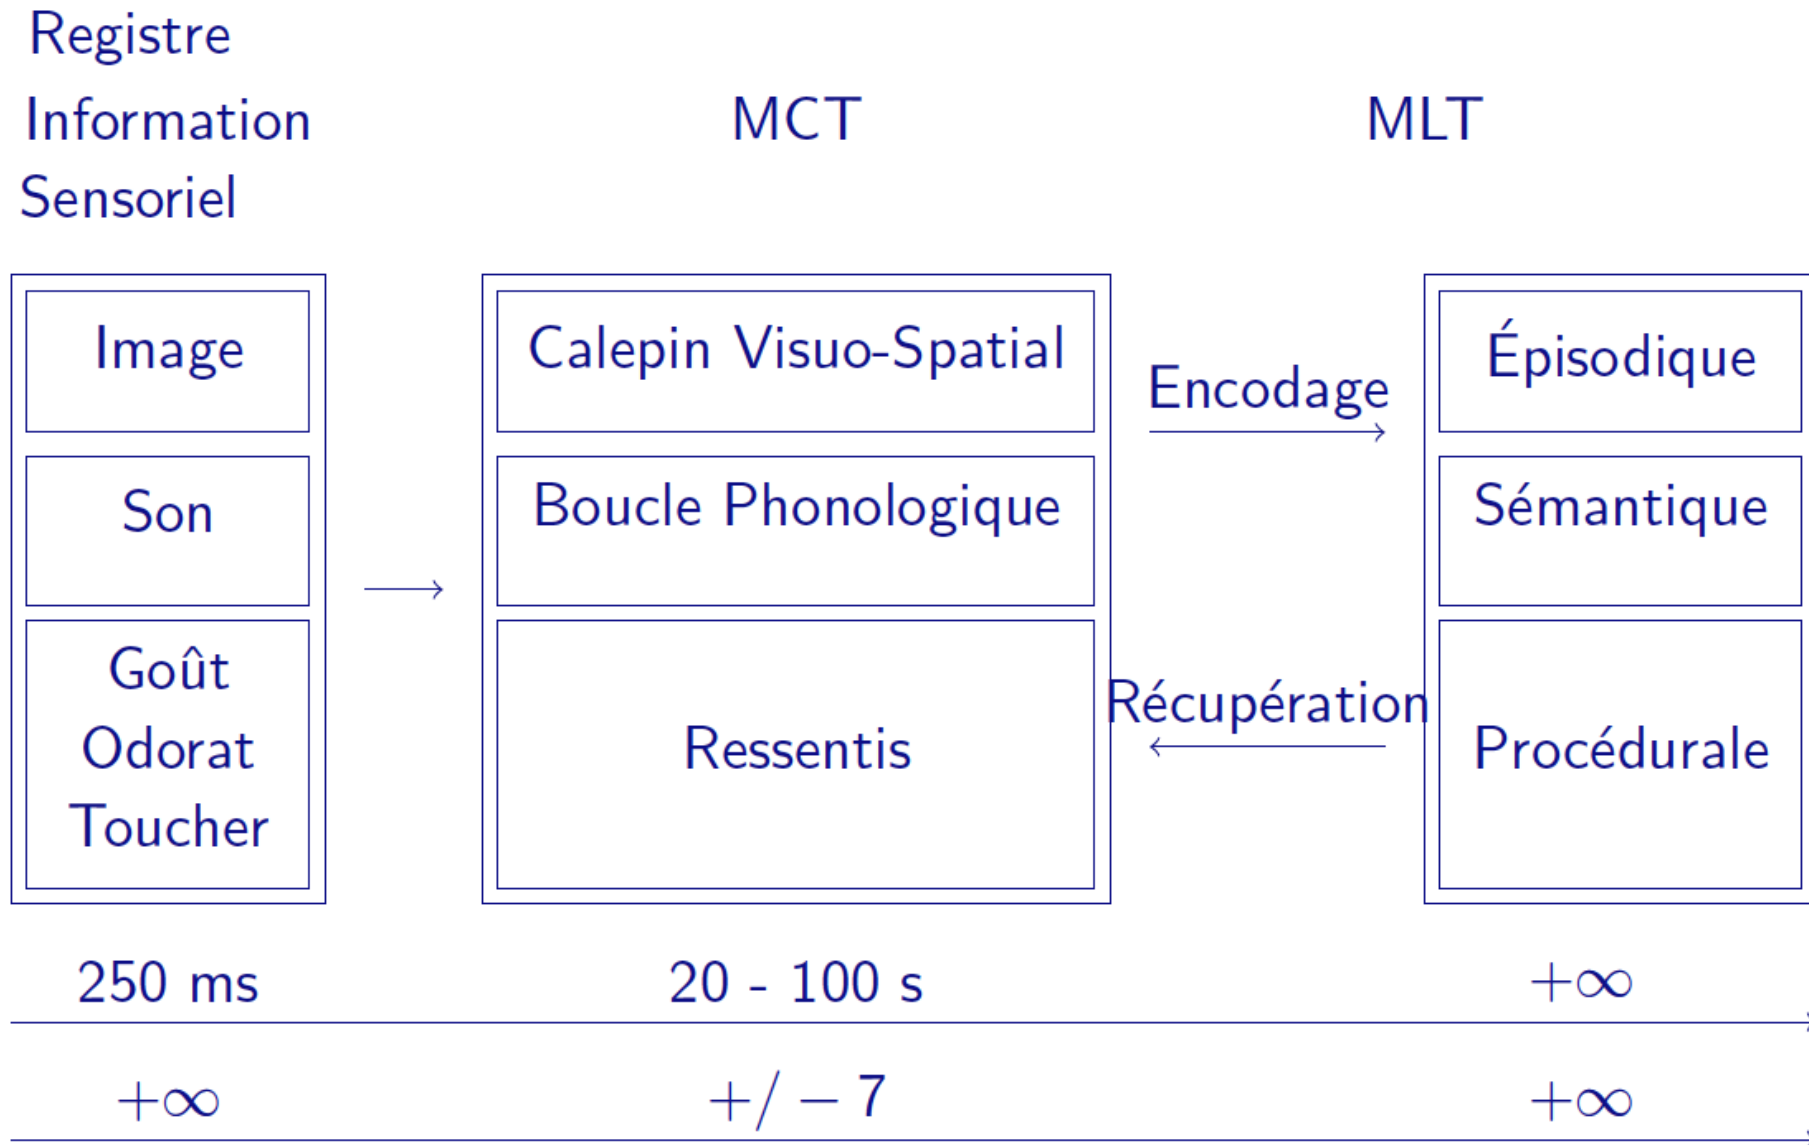 Registre
Information
Sensoriel
MCT
MLT
Image
Son
Goût
Odorat
Toucher
Calepin Visuo-Spatial
Boucle Phonologique
Ressentis
Encodage
Récupération
Épisodique
Sémantique
Procédurale
250 ms
20 - 100 s
+∞
+∞
+/ − 7
+∞